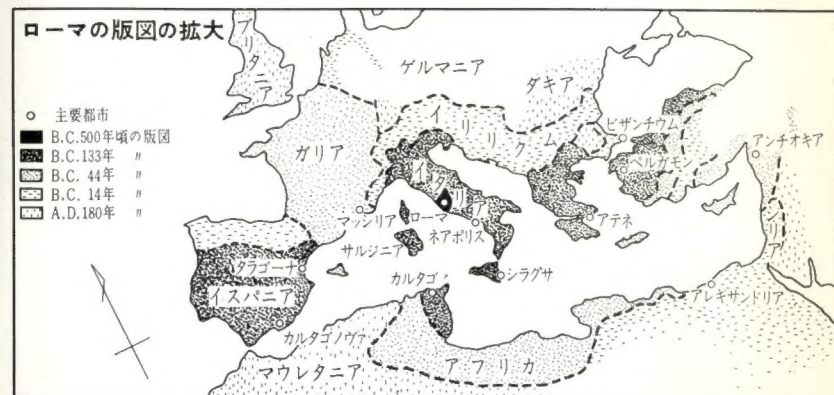 ローマの版図の拡大
○ 主要都市
B.C.500年頃の版図
B.C.133年 〃
B.C. 44年 〃
B.C. 14年 〃
A.D.180年 〃
ブリタニア
ゲルマニア
ダキア
ガリア
イリリクム
ビザンチウム
アンチオキア
ペルガモン
イタリア
マッシリア
ローマ
ネアポリス
アテネ
シリア
サルジニア
タラゴーナ
カルタゴ
シラグサ
イスパニア
アレキサンドリア
カルタゴノヴァ
アフリカ
マウレタニア